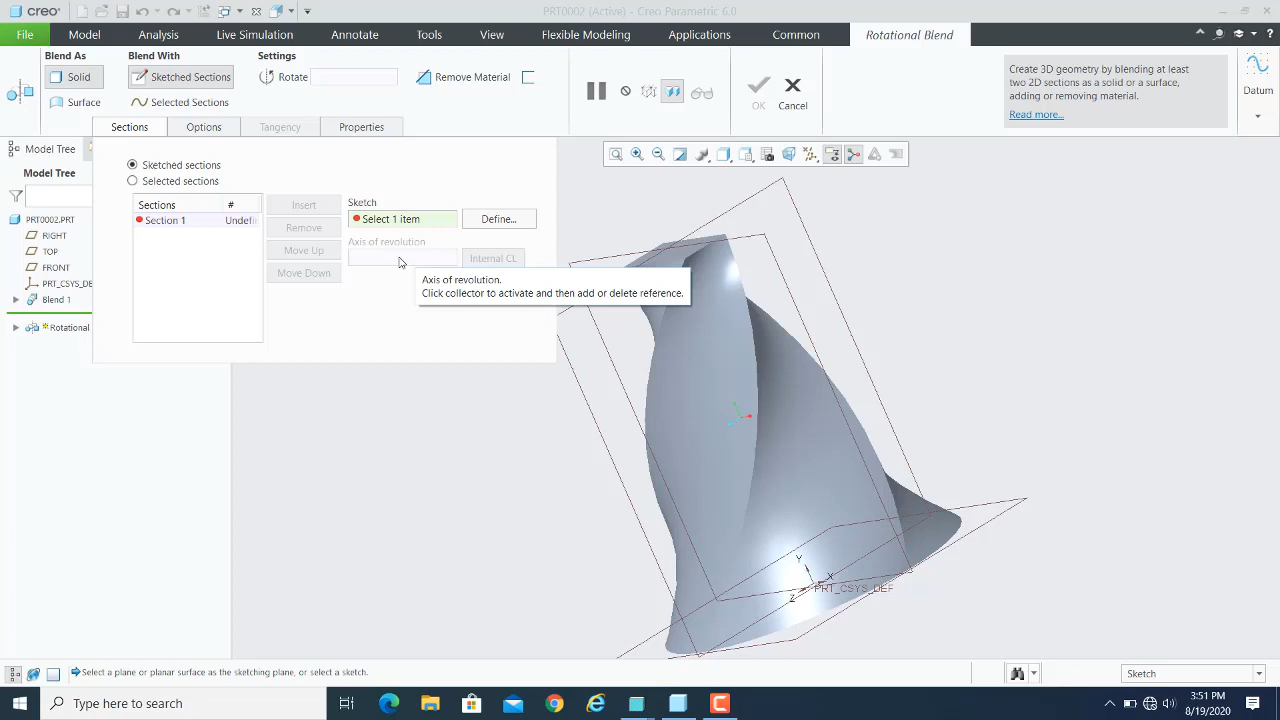 creo
PRT0002 (Active) - Creo Parametric 6.0
File
Model
Analysis
Live Simulation
Annotate
Tools
View
Flexible Modeling
Applications
Common
Rotational Blend
Blend As
Blend With
Settings
Solid
Sketched Sections
Rotate
Remove Material
Surface
Selected Sections
OK
Cancel
Create 3D geometry by blending at least
two 2D sections as a solid or a surface,
adding or removing material.
Read more...
Datum
Sections
Options
Tangency
Properties
Model Tree
Model Tree
PRT0002.PRT
RIGHT
TOP
FRONT
PRT_CSYS_DE
Blend 1
Rotational
Sketched sections
Selected sections
Sections
#
Section 1
Undefi
Insert
Remove
Move Up
Move Down
Sketch
Select 1 item
Define...
Axis of revolution
Internal CL
Axis of revolution.
Click collector to activate and then add or delete reference.
Y
X
Z
PRT_CSYS_DEF
Select a plane or planar surface as the sketching plane, or select a sketch.
Sketch
Type here to search
3:51 PM
8/19/2020